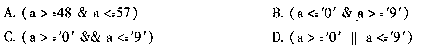 A. (a > =48 & a <=57) B. (a <='0' & a > ='9')
C. (a > ='0' && a <='9') D. (a > ='0' || a <='9')